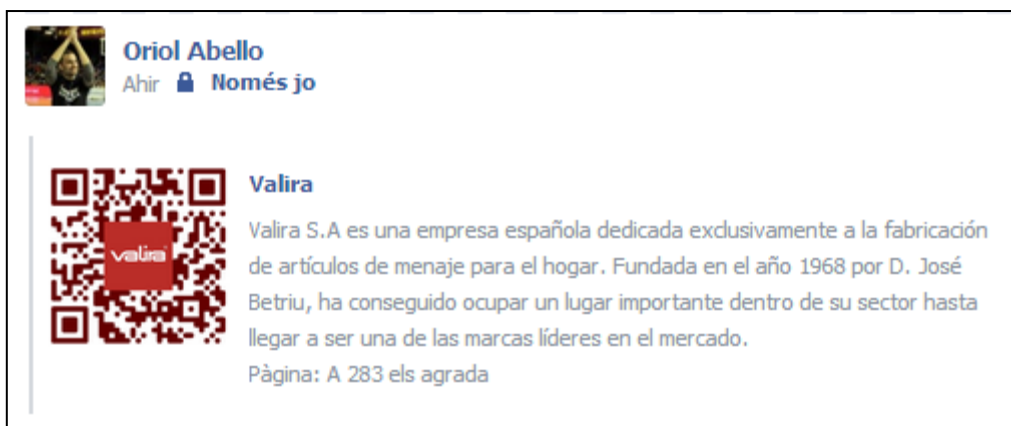 Oriol Abello
Ahir Només jo
valira
Valira
Valira S.A es una empresa española dedicada exclusivamente a la fabricación
de artículos de menaje para el hogar. Fundada en el año 1968 por D. José
Betriu, ha conseguido ocupar un lugar importante dentro de su sector hasta
llegar a ser una de las marcas líderes en el mercado.
Pàgina: A 283 els agrada